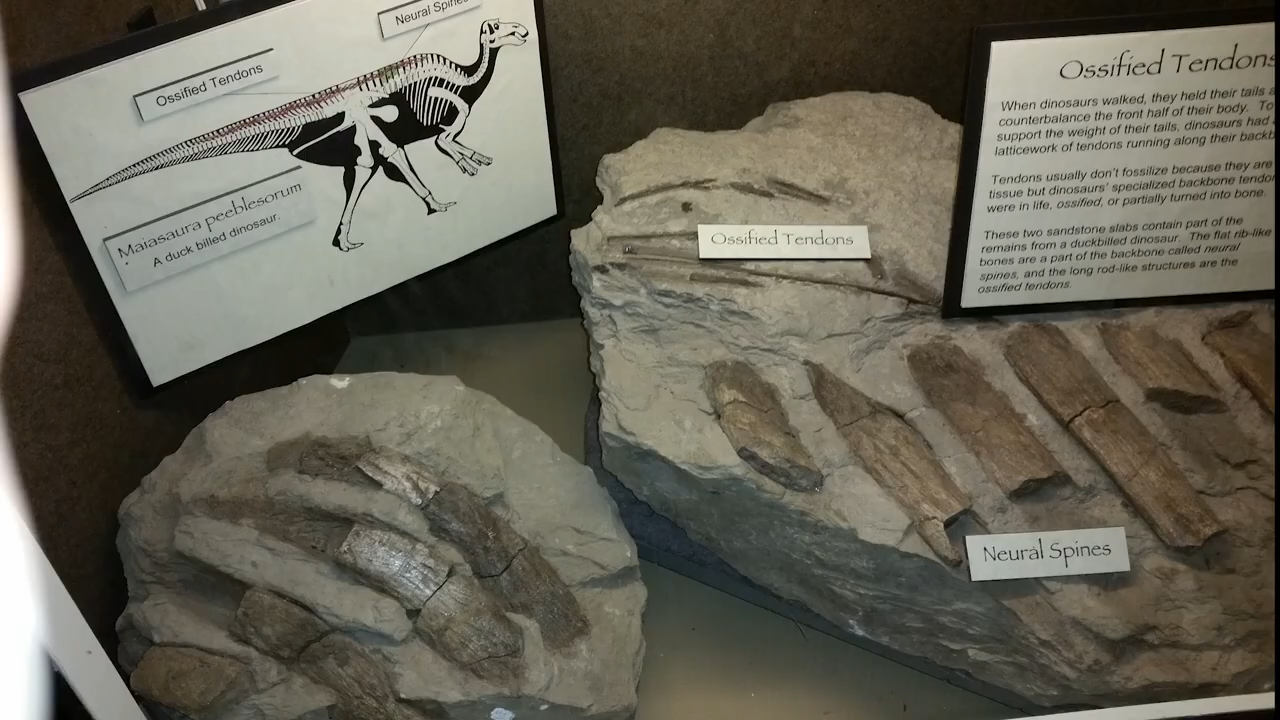 Neural Spines
Ossified Tendons
Maiasaura peeblesorum
A duck billed dinosaur.
Ossified Tendons
Neural Spines
Ossified Tendons
When dinosaurs walked, they held their tails
counterbalance the front half of their body. To
support the weight of their tails, dinosaurs had
latticework of tendons running along their
Tendons usually don't fossilize because they are
tissue but dinosaurs' specialized backbone
were in life, ossified, or partially turned into bone.
These two sandstone slabs contain part of the
remains from a duckbilled dinosaur. The flat rib-like
bones are a part of the backbone called neural
spines, and the long rod-like structures are the
ossified tendons.